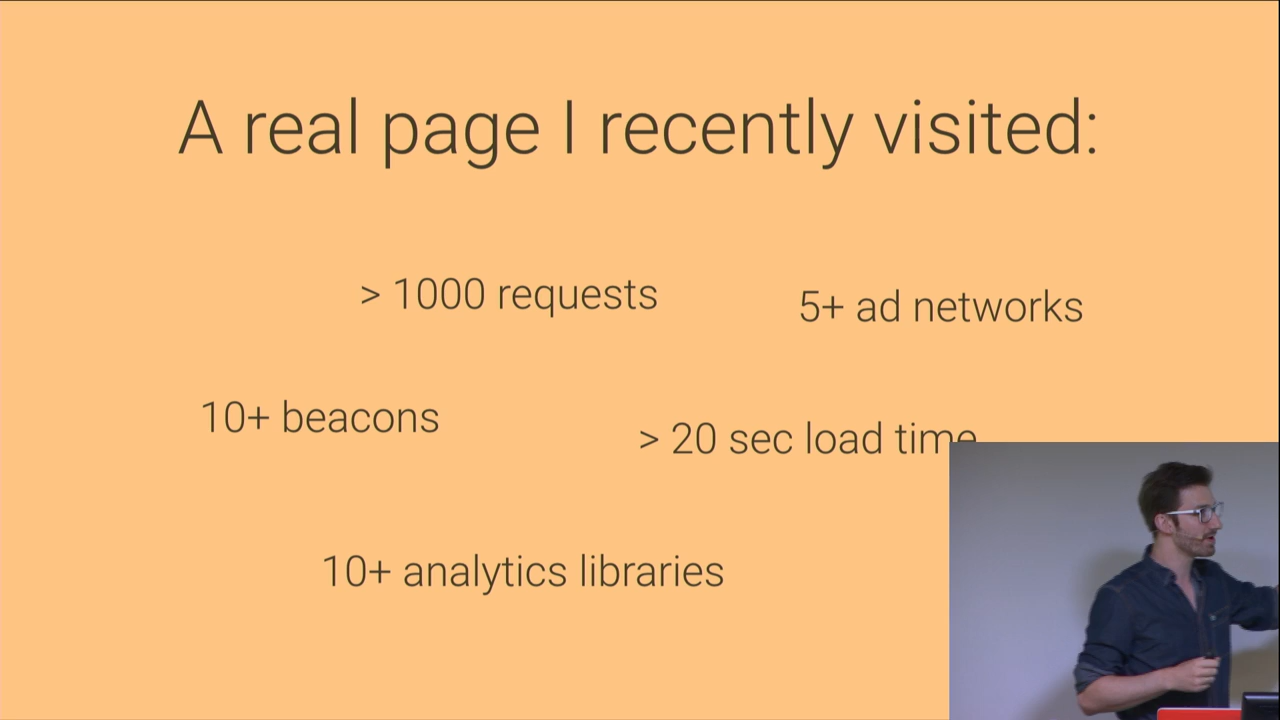 A real page I recently visited:
> 1000 requests
5+ ad networks
10+ beacons
> 20 sec load time
10+ analytics libraries